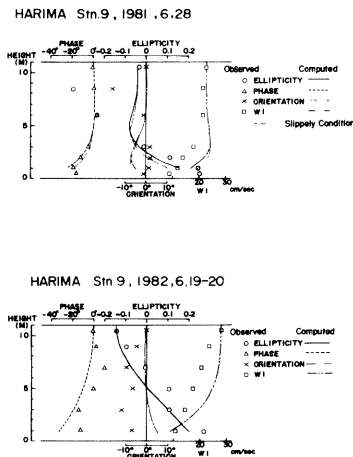 HARIMA Stn.9, 1981,6.28
PHASE ELLIPTICITY
HEIGHT (M)
-40° -20° 0° -0.2 -0.1 0 0.1 0.2
10
5
0
Observed Computed
○ ELLIPTICITY
△ PHASE
× ORIENTATION
□ W1
Slippely Condition
-10° 0° 10° 20 30 cm/sec
ORIENTATION W1
HARIMA Stn 9, 1982,6,19-20
PHASE ELLIPTICITY
HEIGHT (M)
-40° -20° 0° -0.2 -0.1 0 0.1 0.2
10
5
0
Observed Computed
○ ELLIPTICITY
△ PHASE
× ORIENTATION
□ W1
-10° 0° 10° 20 30 cm/sec
ORIENTATION W1